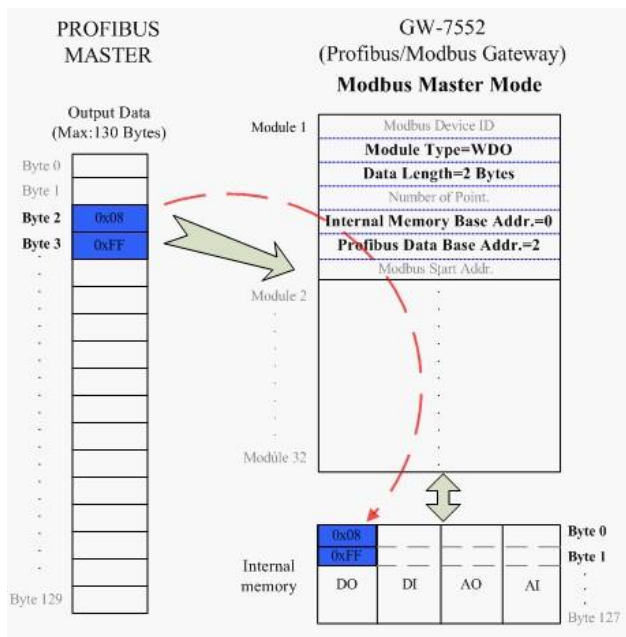 PROFIBUS
MASTER
GW-7552
(Profibus/Modbus Gateway)
Modbus Master Mode
Output Data
(Max:130 Bytes)
Byte 0
Byte 1
Byte 2
0x08
Byte 3
0xFF
Byte 129
Module 1
Modbus Device ID
Module Type=WDO
Data Length=2 Bytes
Number of Point.
Internal Memory Base Addr.=0
Profibus Data Base Addr.=2
Modbus Start Addr.
Module 2
Module 32
Internal
memory
0x08
0xFF
DO
DI
AO
AI
Byte 0
Byte 1
Byte 127